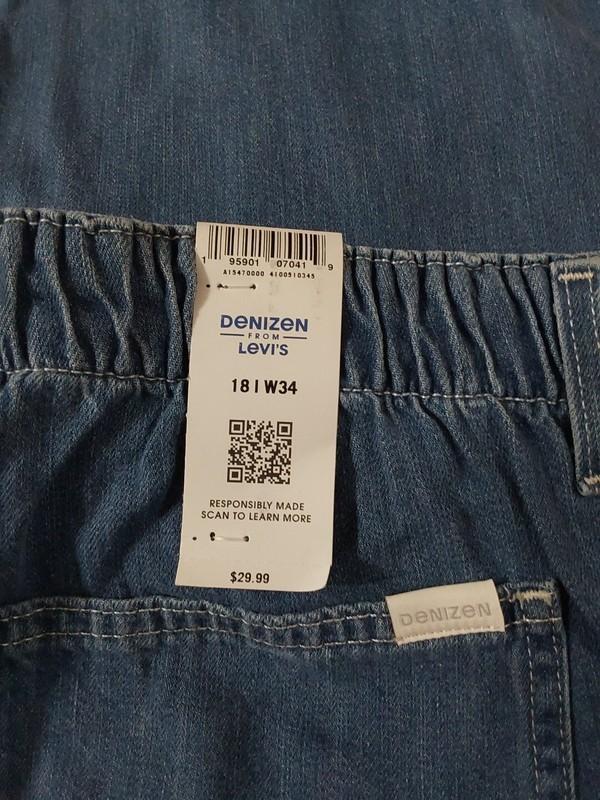 1 95901 07041 9
A15470000 4100510345
DENIZEN
FROM
LEVI'S
18 | W34
RESPONSIBLY MADE
SCAN TO LEARN MORE
$29.99
DENIZEN